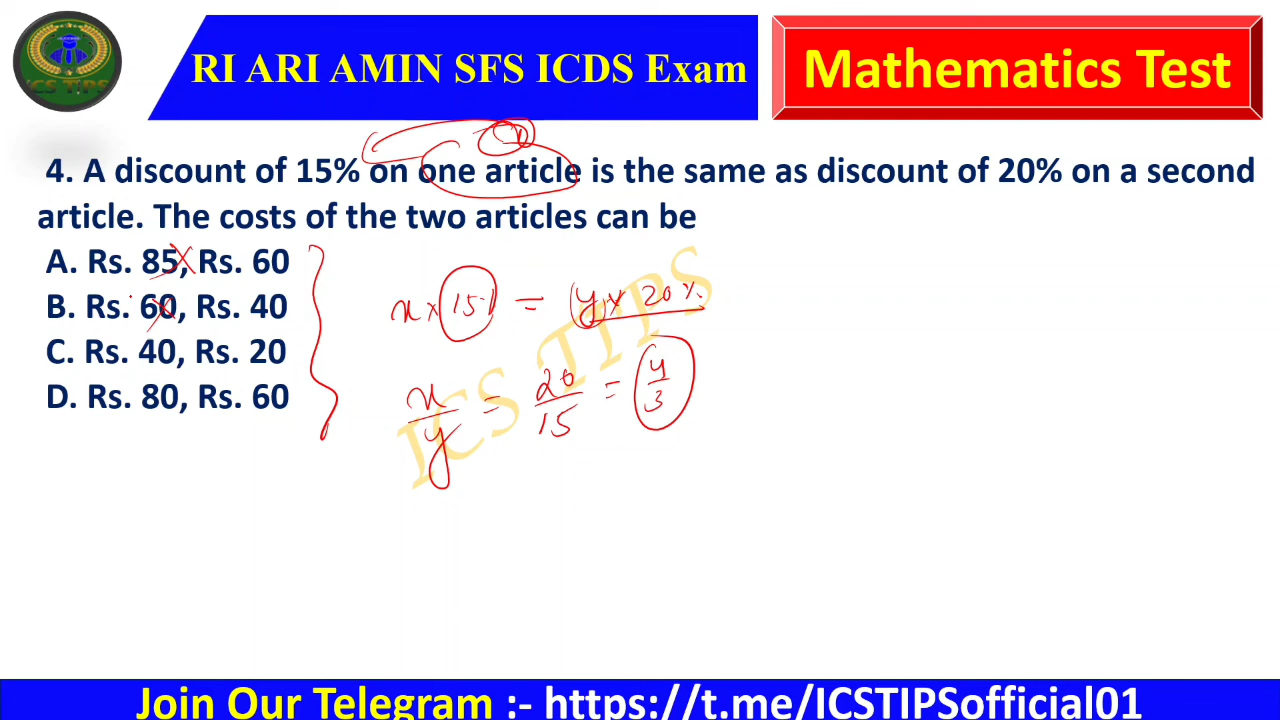 ICS TIPS
RI ARI AMIN SFS ICDS Exam
Mathematics Test
4. A discount of 15% on one article is the same as discount of 20% on a second
article. The costs of the two articles can be
A. Rs. 85, Rs. 60
B. Rs. 60, Rs. 40
C. Rs. 40, Rs. 20
D. Rs. 80, Rs. 60
x × 15% = y × 20%
x/y = 20/15 = 4/3
ICS TIPS
Join Our Telegram :- https://t.me/ICSTIPSofficial01